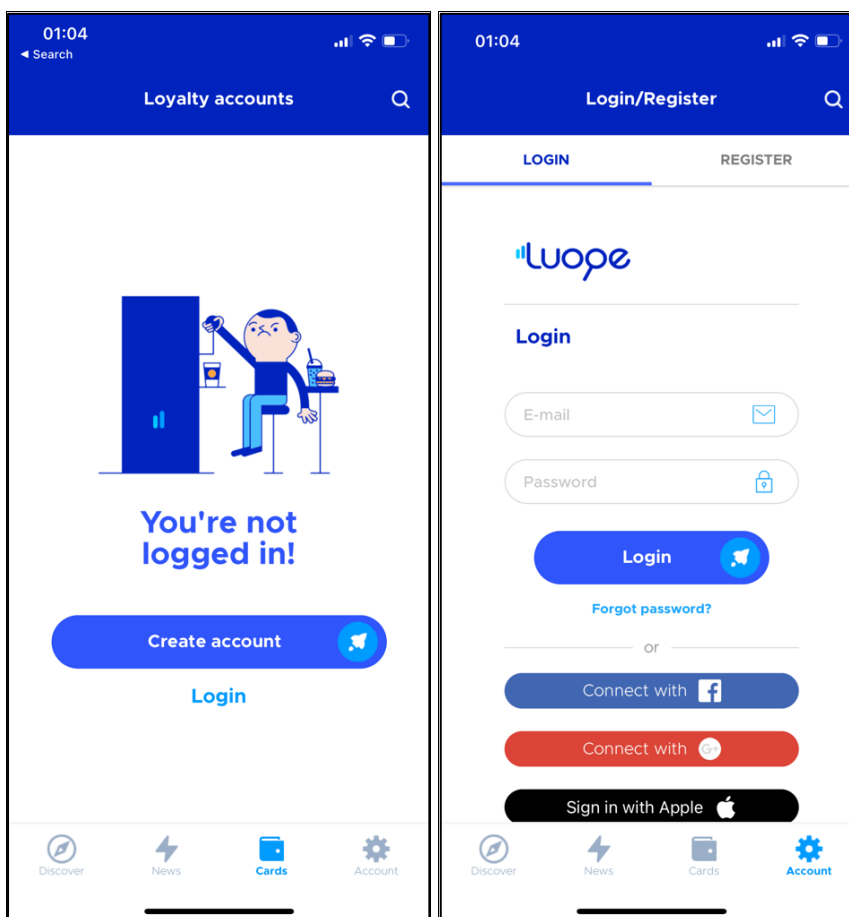 01:04
◄ Search
Loyalty accounts
You're not
logged in!
Create account
Login
Discover
News
Cards
Account
01:04
Login/Register
LOGIN
REGISTER
Luope
Login
E-mail
Password
Login
Forgot password?
or
Connect with f
Connect with G+
Sign in with Apple
Discover
News
Cards
Account